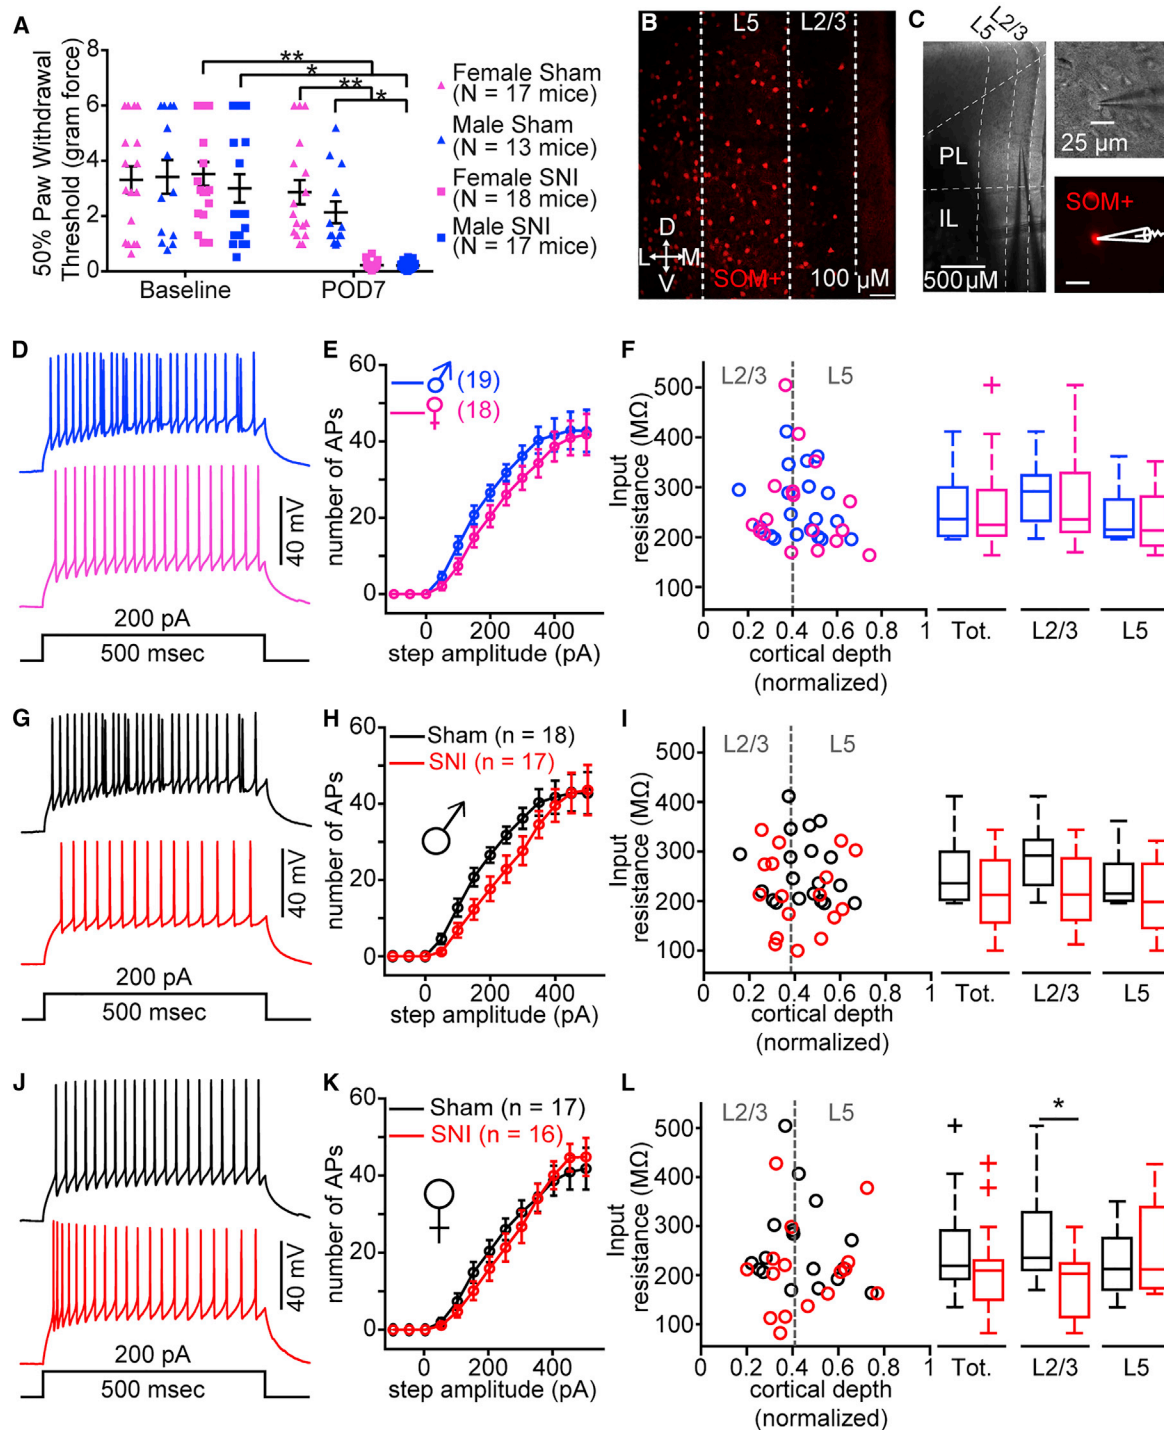 A
50% Paw Withdrawal
Threshold (gram force)
6
4
2
0
Baseline
POD7
**
*
**
*
Female Sham
(N = 17 mice)
Male Sham
(N = 13 mice)
Female SNI
(N = 18 mice)
Male SNI
(N = 17 mice)
B
L5
L2/3
D
L
M
V
SOM+
100 µM
C
L5
L2/3
PL
IL
500µM
25 µm
SOM+
D
40 mV
200 pA
500 msec
E
number of APs
60
40
20
0
(19)
(18)
0
400
step amplitude (pA)
F
Input
resistance (MΩ)
500
400
300
200
100
L2/3
L5
0
0.2
0.4
0.6
0.8
1
cortical depth
(normalized)
Tot.
L2/3
L5
G
40 mV
200 pA
500 msec
H
number of APs
60
40
20
0
Sham (n = 18)
SNI (n = 17)
0
400
step amplitude (pA)
I
Input
resistance (MΩ)
500
400
300
200
100
L2/3
L5
0
0.2
0.4
0.6
0.8
1
cortical depth
(normalized)
Tot.
L2/3
L5
J
40 mV
200 pA
500 msec
K
number of APs
60
40
20
0
Sham (n = 17)
SNI (n = 16)
0
400
step amplitude (pA)
L
Input
resistance (MΩ)
500
400
300
200
100
L2/3
L5
0
0.2
0.4
0.6
0.8
1
cortical depth
(normalized)
*
Tot.
L2/3
L5